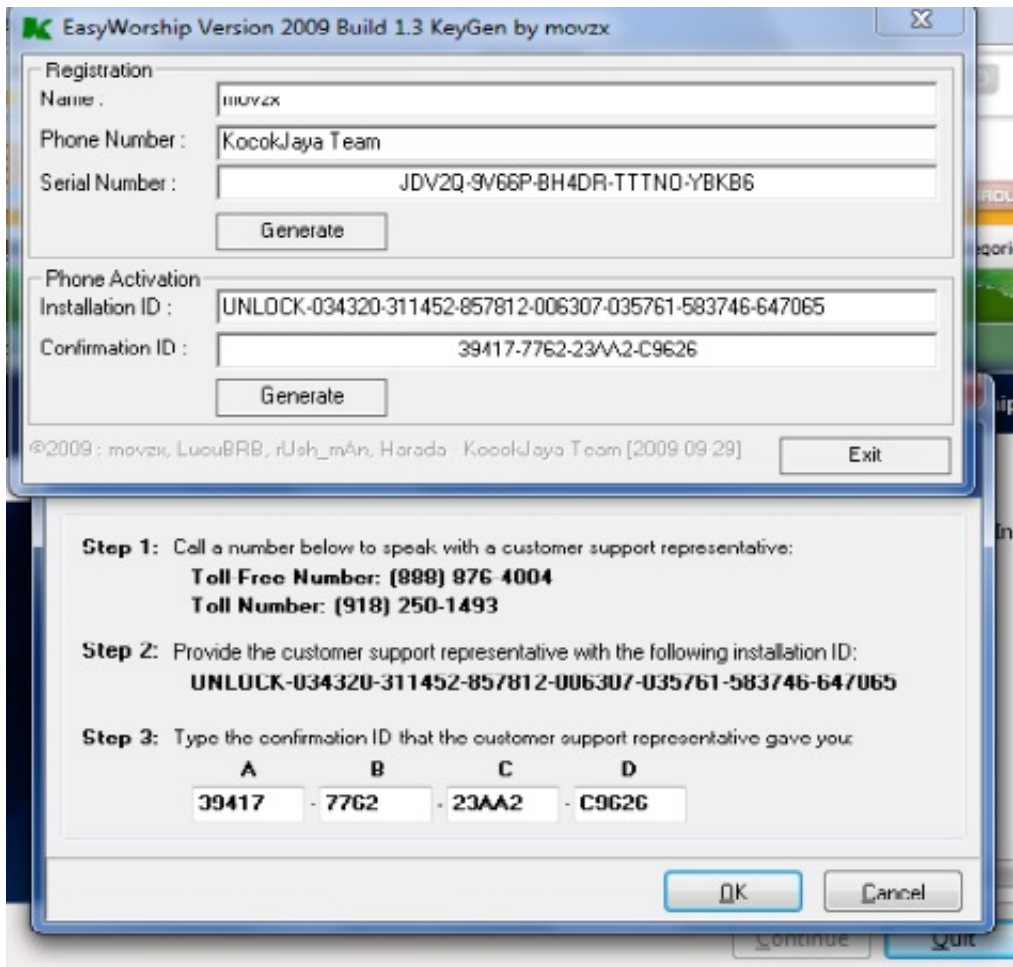 EasyWorship Version 2009 Build 1.3 KeyGen by movzx
Registration
Name : movzx
Phone Number : KocokJaya Team
Serial Number : JDV2Q-9V66P-BH4DR-TTTNO-YBKB6
Generate
Phone Activation
Installation ID : UNLOCK-034320-311452-857812-006307-035761-583746-647065
Confirmation ID : 39417-7762-23AA2-C9626
Generate
©2009 : movzx, LuouBRB, rUsh_mAn, Harada - KocokJaya Team [2009-09-29] Exit
Step 1: Call a number below to speak with a customer support representative:
Toll-Free Number: (888) 876-4004
Toll Number: (918) 250-1493
Step 2: Provide the customer support representative with the following installation ID:
UNLOCK-034320-311452-857812-006307-035761-583746-647065
Step 3: Type the confirmation ID that the customer support representative gave you:
A B C D
39417 - 7762 - 23AA2 - C9626
OK Cancel
Continue Quit